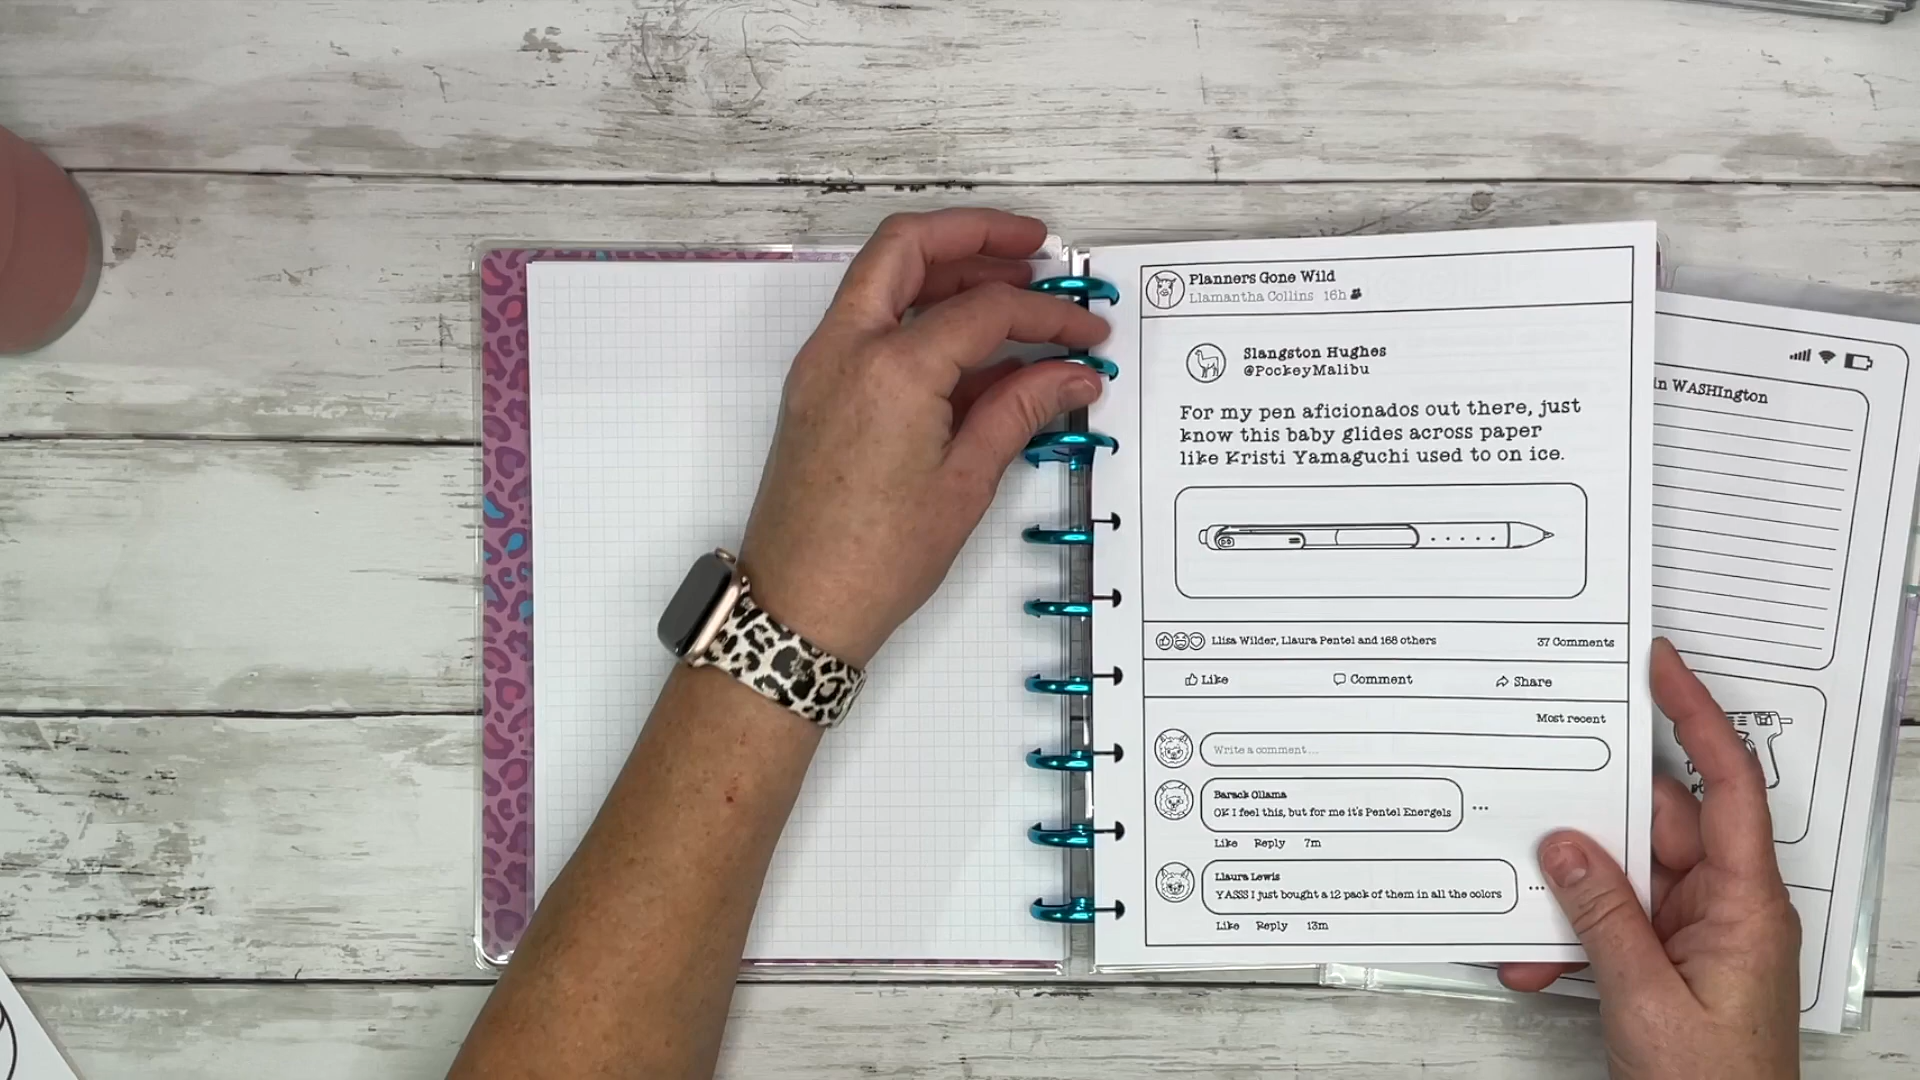 Planners Gone Wild
Llamantha Collins 16h
Slangston Hughes
@PockeyMalibu
For my pen aficionados out there, just
know this baby glides across paper
like Kristi Yamaguchi used to on ice.
Llisa Wilder, Llaura Pentel and 168 others
37 Comments
Like
Comment
Share
Most recent
Write a comment...
Barack Ollama
OK I feel this, but for me it's Pentel Energels
Like Reply 7m
Llaura Lewis
YASSS I just bought a 12 pack of them in all the colors
Like Reply 13m
in WASHington